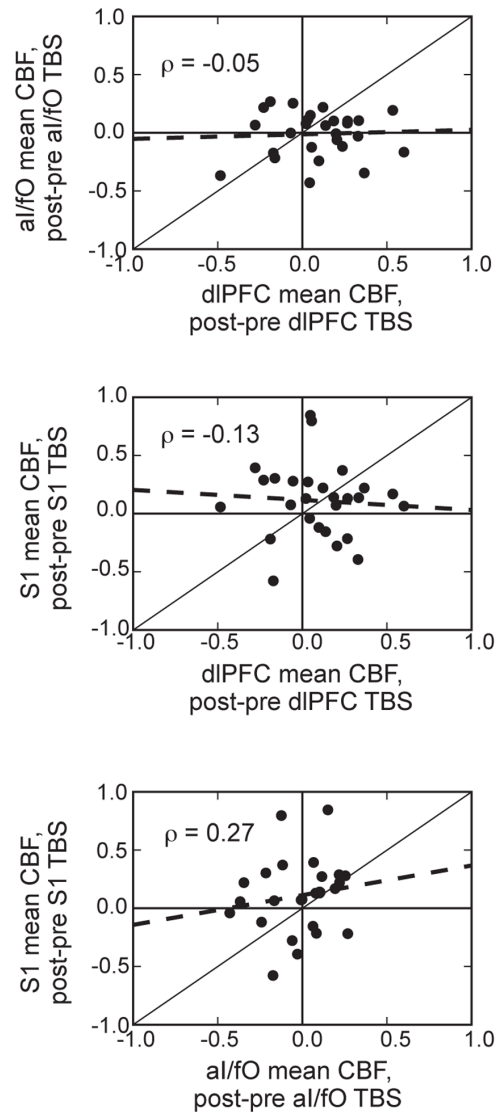 1.0
ρ = -0.05
0.5
0.0
-0.5
-1.0
aI/fO mean CBF,
post-pre aI/fO TBS
-1.0 -0.5 0.0 0.5 1.0
dlPFC mean CBF,
post-pre dlPFC TBS
1.0
ρ = -0.13
0.5
0.0
-0.5
-1.0
S1 mean CBF,
post-pre S1 TBS
-1.0 -0.5 0.0 0.5 1.0
dlPFC mean CBF,
post-pre dlPFC TBS
1.0
ρ = 0.27
0.5
0.0
-0.5
-1.0
S1 mean CBF,
post-pre S1 TBS
-1.0 -0.5 0.0 0.5 1.0
aI/fO mean CBF,
post-pre aI/fO TBS